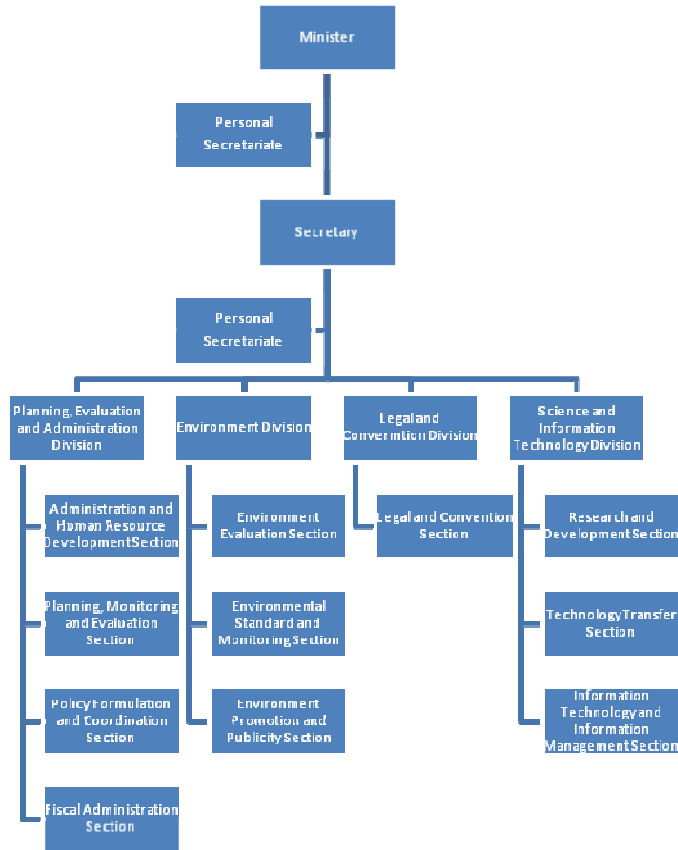 Minister
Personal
Secretariate
Secretary
Personal
Secretariate
Planning, Evaluation
and Administration
Division
Environment Division
Legal and
Convermtion Division
Science and
Information
Technology Division
Administration and
Human Resource
Development Section
Environment
Evaluation Section
Legal and Convention
Section
Research and
Development Section
Planning, Monitoring
and Evaluation
Section
Environmental
Standard and
Monitoring Section
Technology Transfer
Section
Policy Formulation
and Coordination
Section
Environment
Promotion and
Publicity Section
Information
Technology and
Information
Management Section
Fiscal Administration
Section